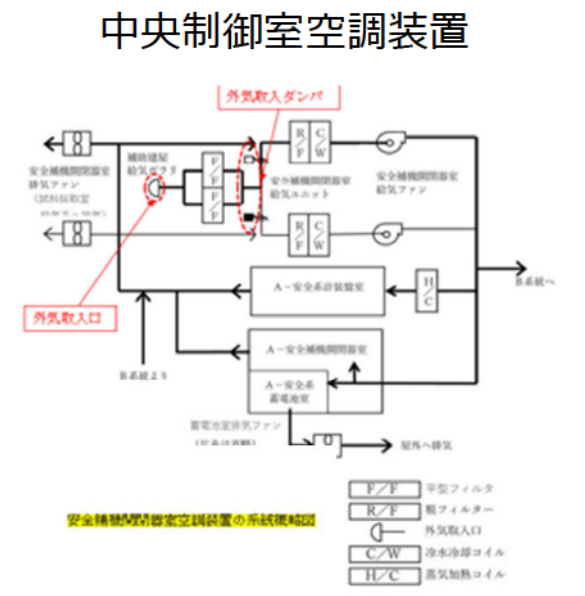 中央制御室空調装置
外気取入ダンパ
R/F C/W
安全補機開閉器室
排気ファン
補助建屋
給気ガラリ
F/F
F/F
安全補機開閉器室
給気ユニット
安全補機開閉器室
給気ファン
R/F C/W
外気取入口
A-安全系計装盤室
H/C
B系統へ
B系統より
A-安全補機開閉器室
A-安全系
蓄電池室
蓄電池室排気ファン
屋外へ排気
安全補機開閉器室空調装置の系統概略図
F/F 平型フィルタ
R/F 粗フィルター
外気取入口
C/W 冷水冷却コイル
H/C 蒸気加熱コイル